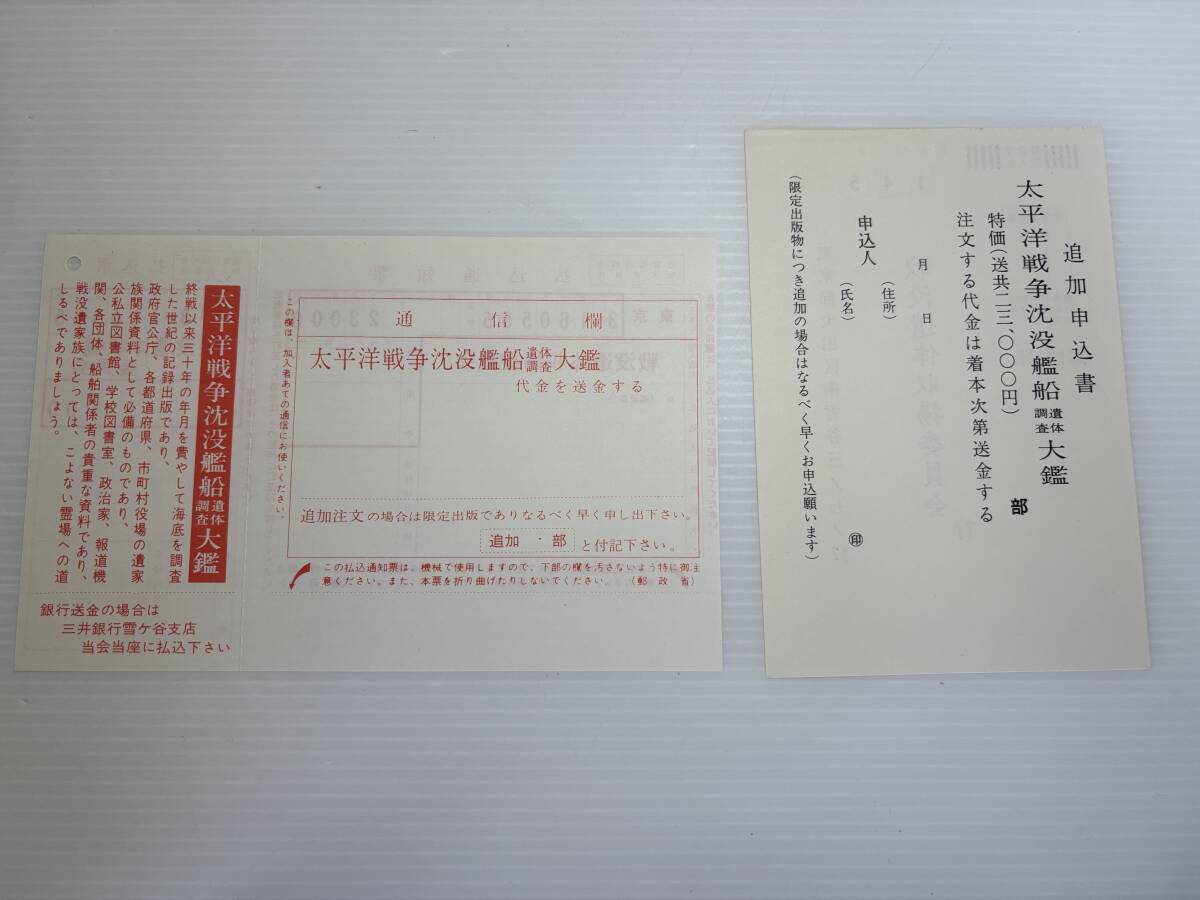 太平洋戦争沈没艦船遺体調査大鑑
終戦以来三十年の年月を費やして海底を調査
した世紀の記録出版であり、
政府官公庁、各都道府県、市町村役場の遺家
族関係資料として必備のものであり、
公私立図書館、学校図書室、政治家、報道機
関、各団体、船舶関係者の貴重な資料であり、
戦没遺家族にとっては、こよない霊場への道
しるべでありましょう。
銀行送金の場合は
三井銀行雪ケ谷支店
当会当座に払込下さい
この欄は、加入者あての通信にお使いください。
通信欄
太平洋戦争沈没艦船遺体調査大鑑
代金を送金する
追加注文の場合は限定出版でありなるべく早く申し出下さい。
追加・部と付記下さい。
この払込通知票は、機械で使用しますので、下部の欄を汚さないよう特に御注
意ください。また、本票を折り曲げたりしないでください。(郵政省)
追加申込書
太平洋戦争沈没艦船遺体調査大鑑 部
特価(送共二三、〇〇〇円)
注文する代金は着本次第送金する
月 日
(住所)
申込人
(氏名) ㊞
(限定出版物につき追加の場合はなるべく早くお申込願います)